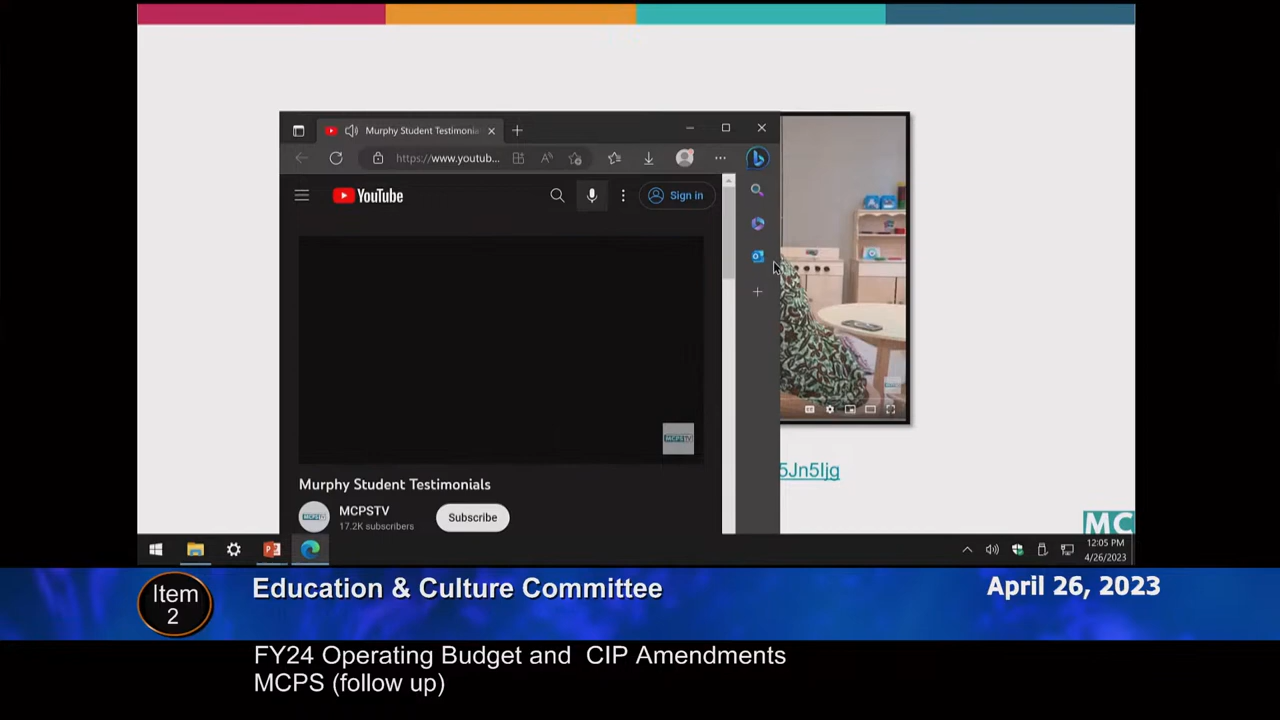 Murphy Student Testimonia
https://www.youtub...
YouTube
Sign in
MCPSTV
Murphy Student Testimonials
MCPSTV
17.2K subscribers
Subscribe
5Jn5Ijg
MC
12:05 PM
4/26/2023
Item
2
Education & Culture Committee
April 26, 2023
FY24 Operating Budget and CIP Amendments
MCPS (follow up)